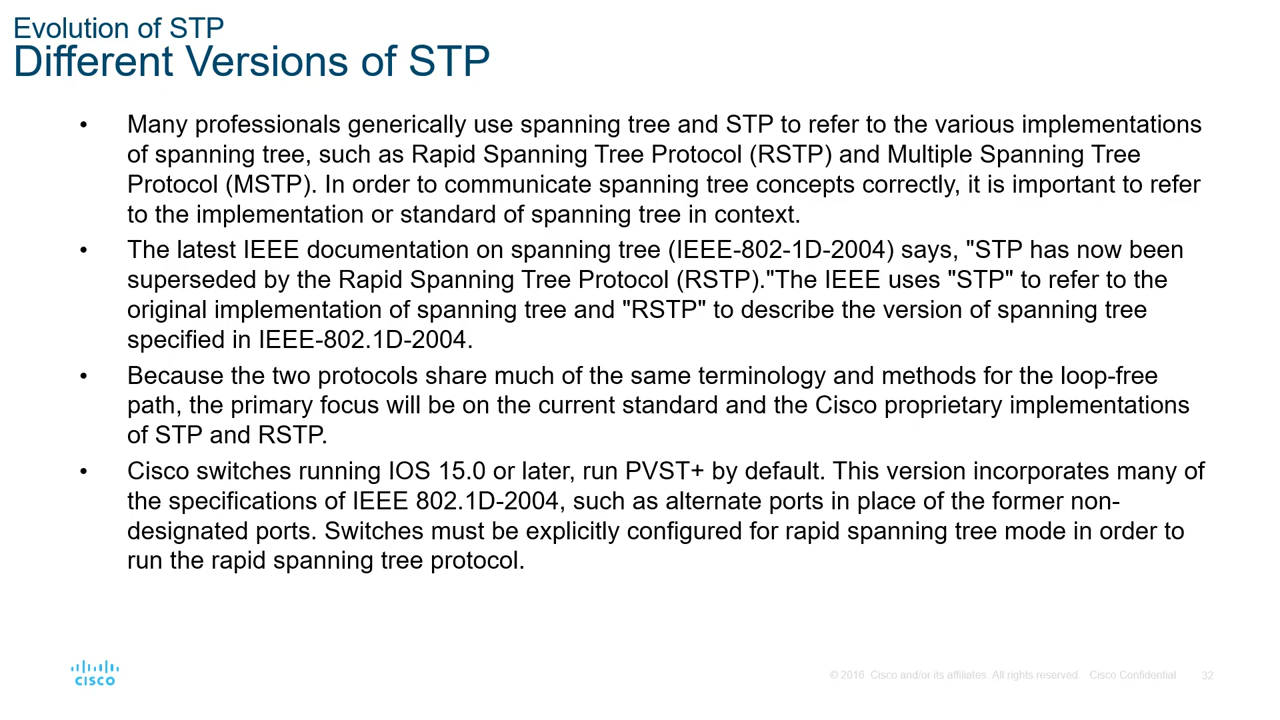 Evolution of STP
Different Versions of STP
• Many professionals generically use spanning tree and STP to refer to the various implementations
of spanning tree, such as Rapid Spanning Tree Protocol (RSTP) and Multiple Spanning Tree
Protocol (MSTP). In order to communicate spanning tree concepts correctly, it is important to refer
to the implementation or standard of spanning tree in context.
• The latest IEEE documentation on spanning tree (IEEE-802-1D-2004) says, "STP has now been
superseded by the Rapid Spanning Tree Protocol (RSTP)."The IEEE uses "STP" to refer to the
original implementation of spanning tree and "RSTP" to describe the version of spanning tree
specified in IEEE-802.1D-2004.
• Because the two protocols share much of the same terminology and methods for the loop-free
path, the primary focus will be on the current standard and the Cisco proprietary implementations
of STP and RSTP.
• Cisco switches running IOS 15.0 or later, run PVST+ by default. This version incorporates many of
the specifications of IEEE 802.1D-2004, such as alternate ports in place of the former non-
designated ports. Switches must be explicitly configured for rapid spanning tree mode in order to
run the rapid spanning tree protocol.
CISCO
© 2016 Cisco and/or its affiliates. All rights reserved. Cisco Confidential 32